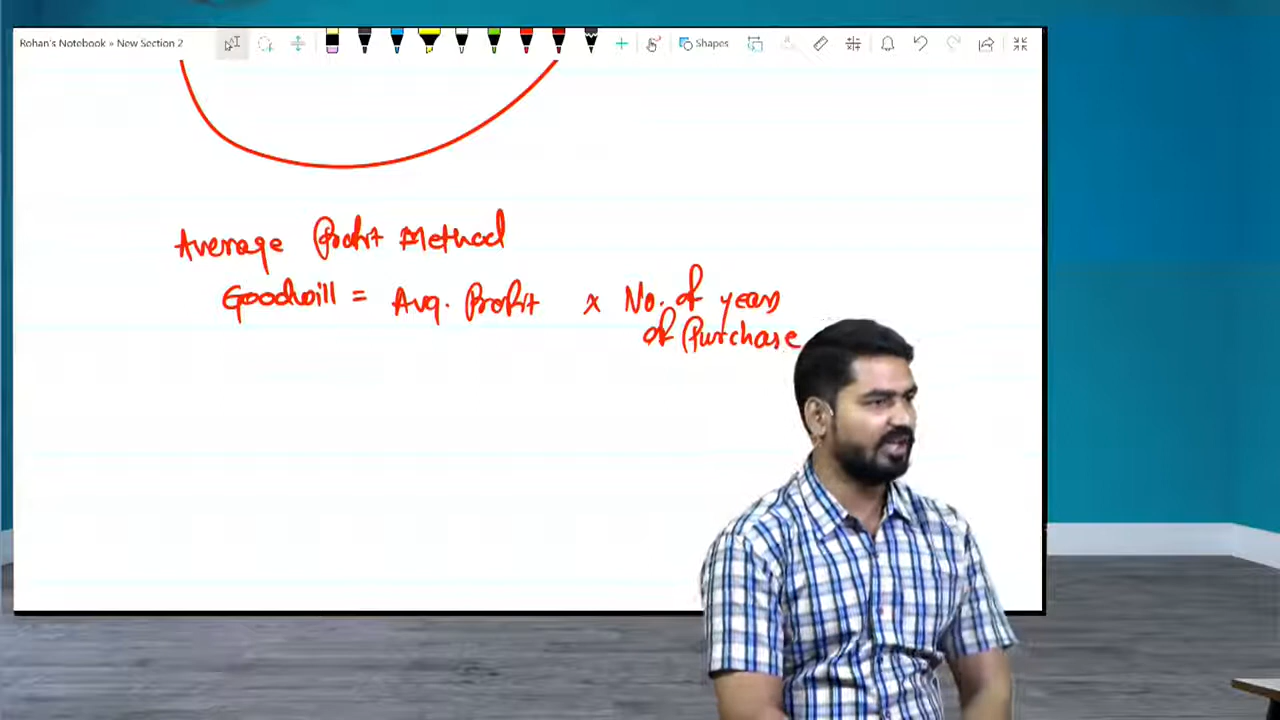 Rohan's Notebook » New Section 2
Shapes
Average Profit Method
Goodwill = Avg. Profit × No. of years
of Purchase